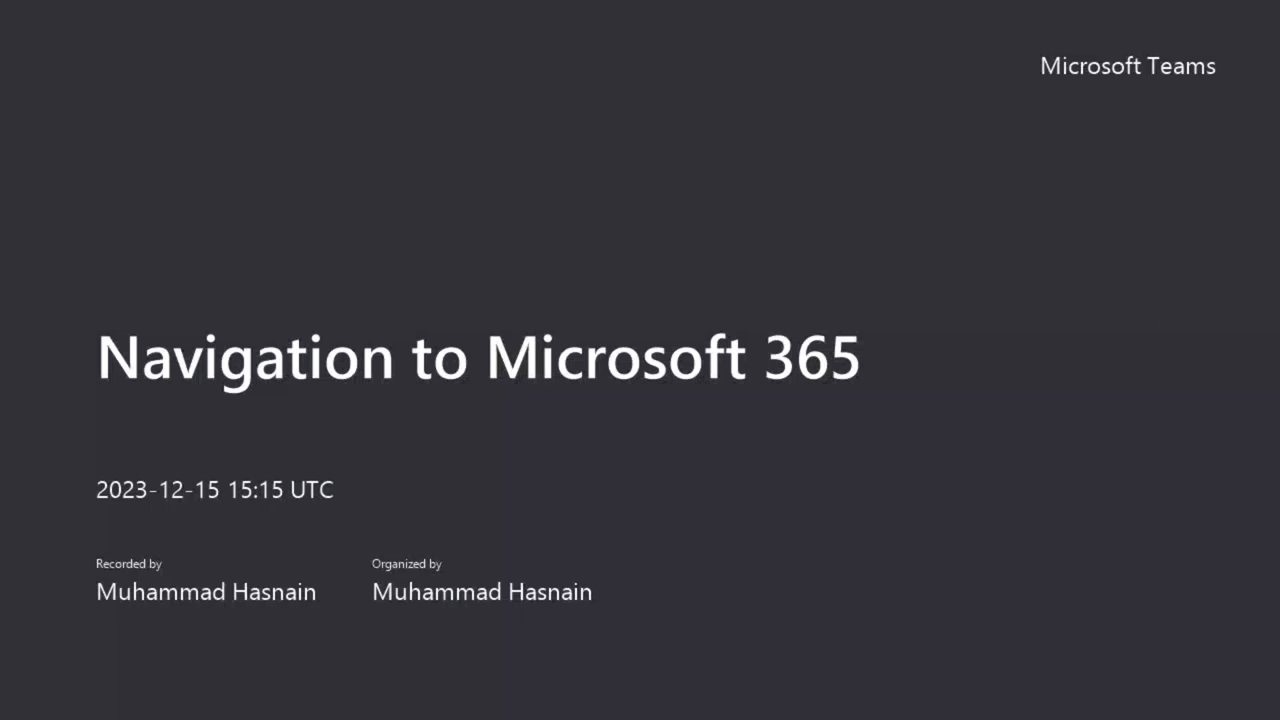 Microsoft Teams
Navigation to Microsoft 365
2023-12-15 15:15 UTC
Recorded by
Muhammad Hasnain
Organized by
Muhammad Hasnain